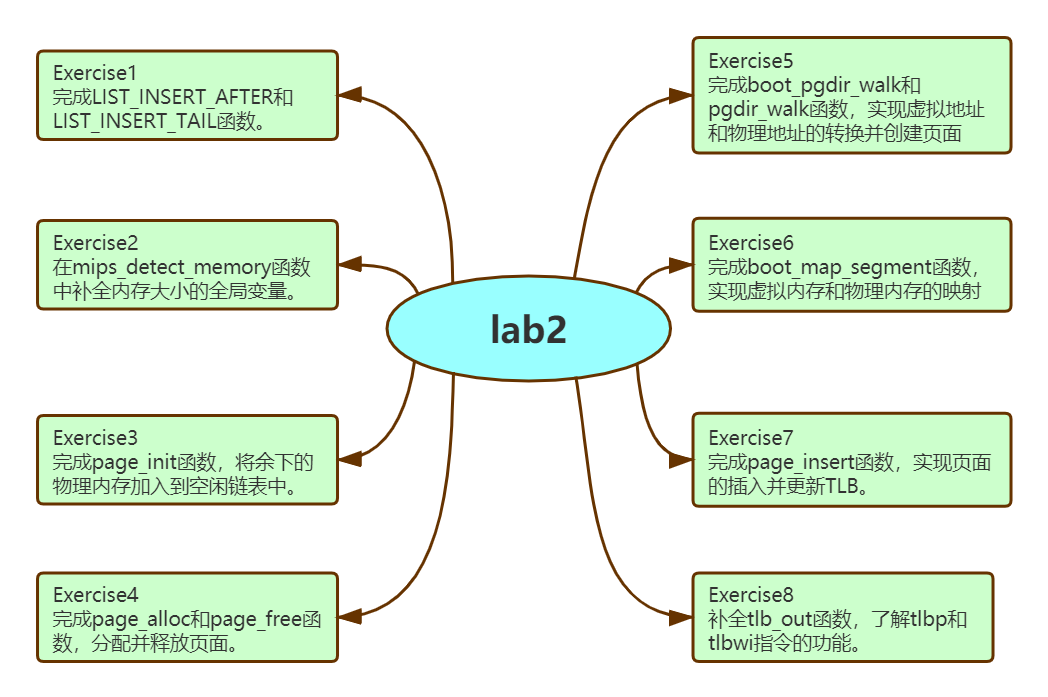 Exercise1
完成LIST_INSERT_AFTER和
LIST_INSERT_TAIL函数。
Exercise2
在mips_detect_memory函数
中补全内存大小的全局变量。
Exercise3
完成page_init函数，将余下的
物理内存加入到空闲链表中。
Exercise4
完成page_alloc和page_free函
数，分配并释放页面。
lab2
Exercise5
完成boot_pgdir_walk和
pgdir_walk函数，实现虚拟地址
和物理地址的转换并创建页面
Exercise6
完成boot_map_segment函数，
实现虚拟内存和物理内存的映射
Exercise7
完成page_insert函数，实现页面
的插入并更新TLB。
Exercise8
补全tlb_out函数，了解tlbp和
tlbwi指令的功能。